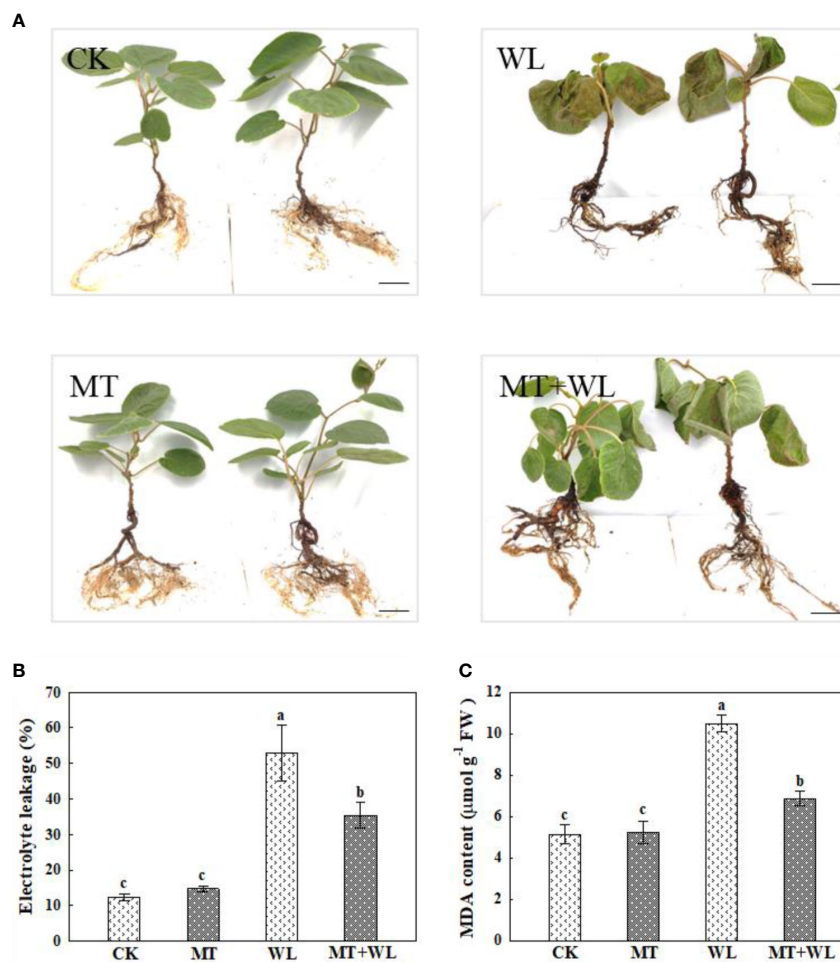 A
CK
WL
MT
MT+WL
B
Electrolyte leakage (%)
70
60
50
40
30
20
10
0
c
c
a
b
CK
MT
WL
MT+WL
C
MDA content (μmol g⁻¹ FW )
12
10
8
6
4
2
0
c
c
a
b
CK
MT
WL
MT+WL